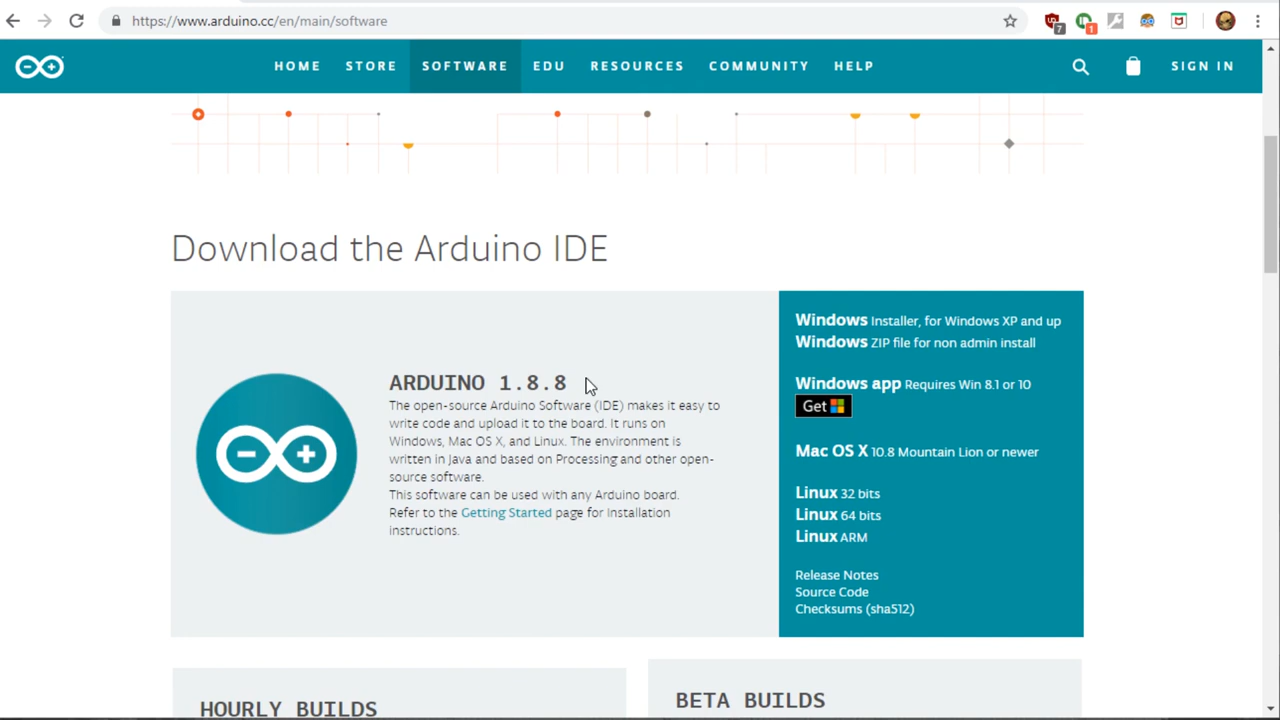 https://www.arduino.cc/en/main/software
7
1
HOME STORE SOFTWARE EDU RESOURCES COMMUNITY HELP SIGN IN
Download the Arduino IDE
ARDUINO 1.8.8
The open-source Arduino Software (IDE) makes it easy to
write code and upload it to the board. It runs on
Windows, Mac OS X, and Linux. The environment is
written in Java and based on Processing and other open-
source software.
This software can be used with any Arduino board.
Refer to the Getting Started page for Installation
instructions.
Windows Installer, for Windows XP and up
Windows ZIP file for non admin install
Windows app Requires Win 8.1 or 10
Get
Mac OS X 10.8 Mountain Lion or newer
Linux 32 bits
Linux 64 bits
Linux ARM
Release Notes
Source Code
Checksums (sha512)
HOURLY BUILDS
BETA BUILDS